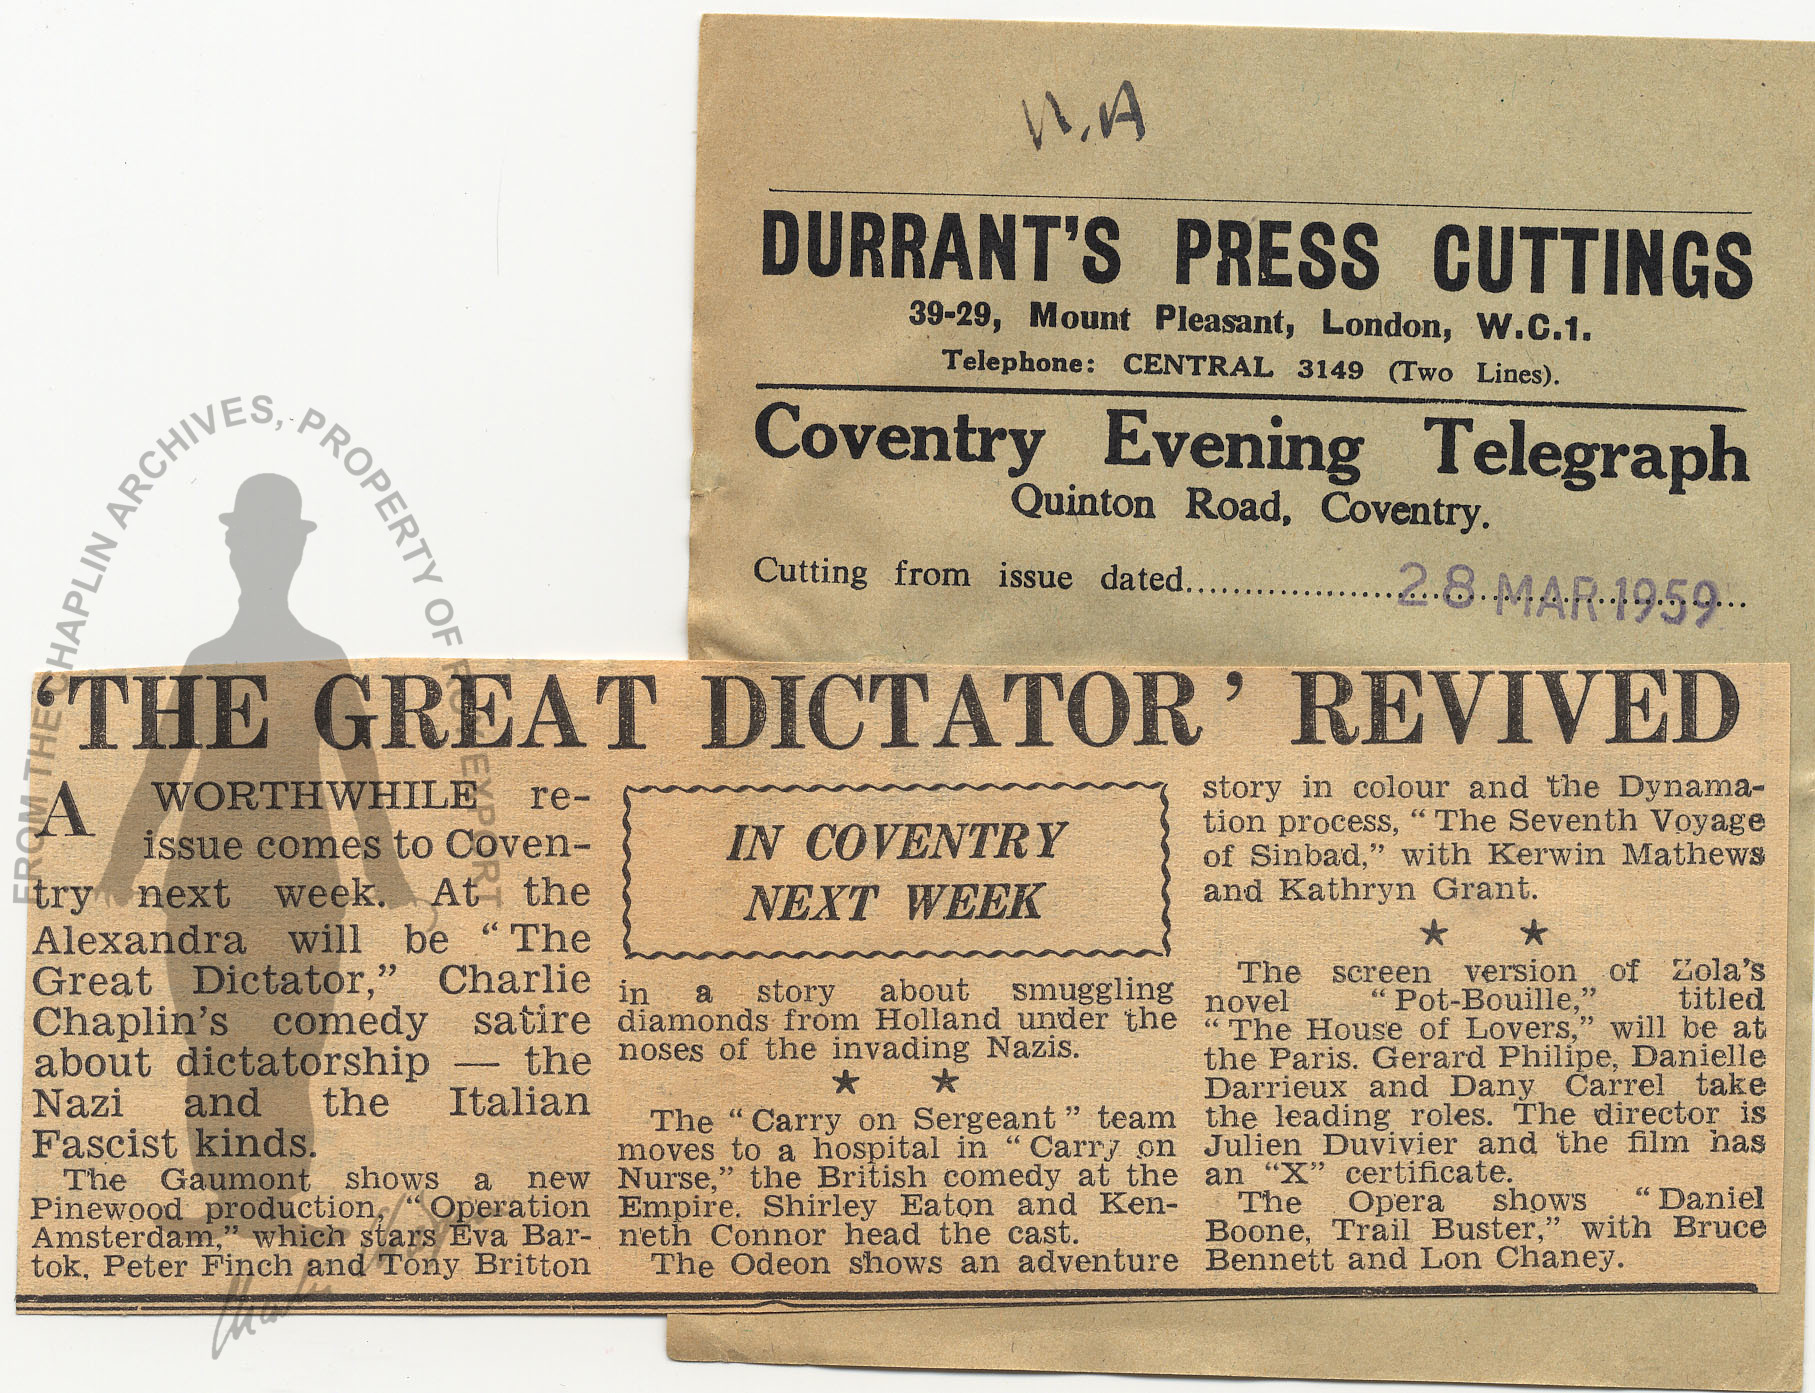 N.A
DURRANT'S PRESS CUTTINGS
39-29, Mount Pleasant, London, W.C.1.
Telephone: CENTRAL 3149 (Two Lines).
Coventry Evening Telegraph
Quinton Road, Coventry.
Cutting from issue dated 28 MAR 1959
'THE GREAT DICTATOR' REVIVED
A WORTHWHILE re-
issue comes to Coven-
try next week. At the
Alexandra will be "The
Great Dictator," Charlie
Chaplin's comedy satire
about dictatorship — the
Nazi and the Italian
Fascist kinds.
The Gaumont shows a new
Pinewood production, "Operation
Amsterdam," which stars Eva Bar-
tok, Peter Finch and Tony Britton
IN COVENTRY
NEXT WEEK
in a story about smuggling
diamonds from Holland under the
noses of the invading Nazis.
The "Carry on Sergeant" team
moves to a hospital in "Carry on
Nurse," the British comedy at the
Empire. Shirley Eaton and Ken-
neth Connor head the cast.
The Odeon shows an adventure
story in colour and the Dynama-
tion process, "The Seventh Voyage
of Sinbad," with Kerwin Mathews
and Kathryn Grant.
The screen version of Zola's
novel "Pot-Bouille," titled
"The House of Lovers," will be at
the Paris. Gerard Philipe, Danielle
Darrieux and Dany Carrel take
the leading roles. The director is
Julien Duvivier and the film has
an "X" certificate.
The Opera shows "Daniel
Boone, Trail Buster," with Bruce
Bennett and Lon Chaney.
FROM THE CHAPLIN ARCHIVES, PROPERTY OF ROY EXPORT